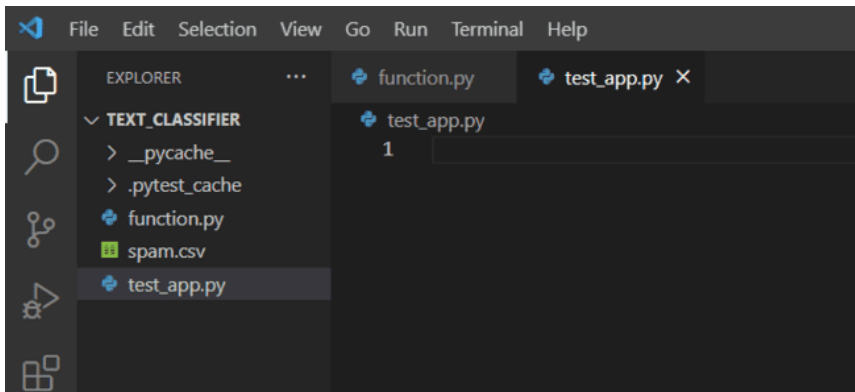 File Edit Selection View Go Run Terminal Help
EXPLORER ...
function.py
test_app.py
TEXT_CLASSIFIER
__pycache__
.pytest_cache
function.py
spam.csv
test_app.py
test_app.py
1